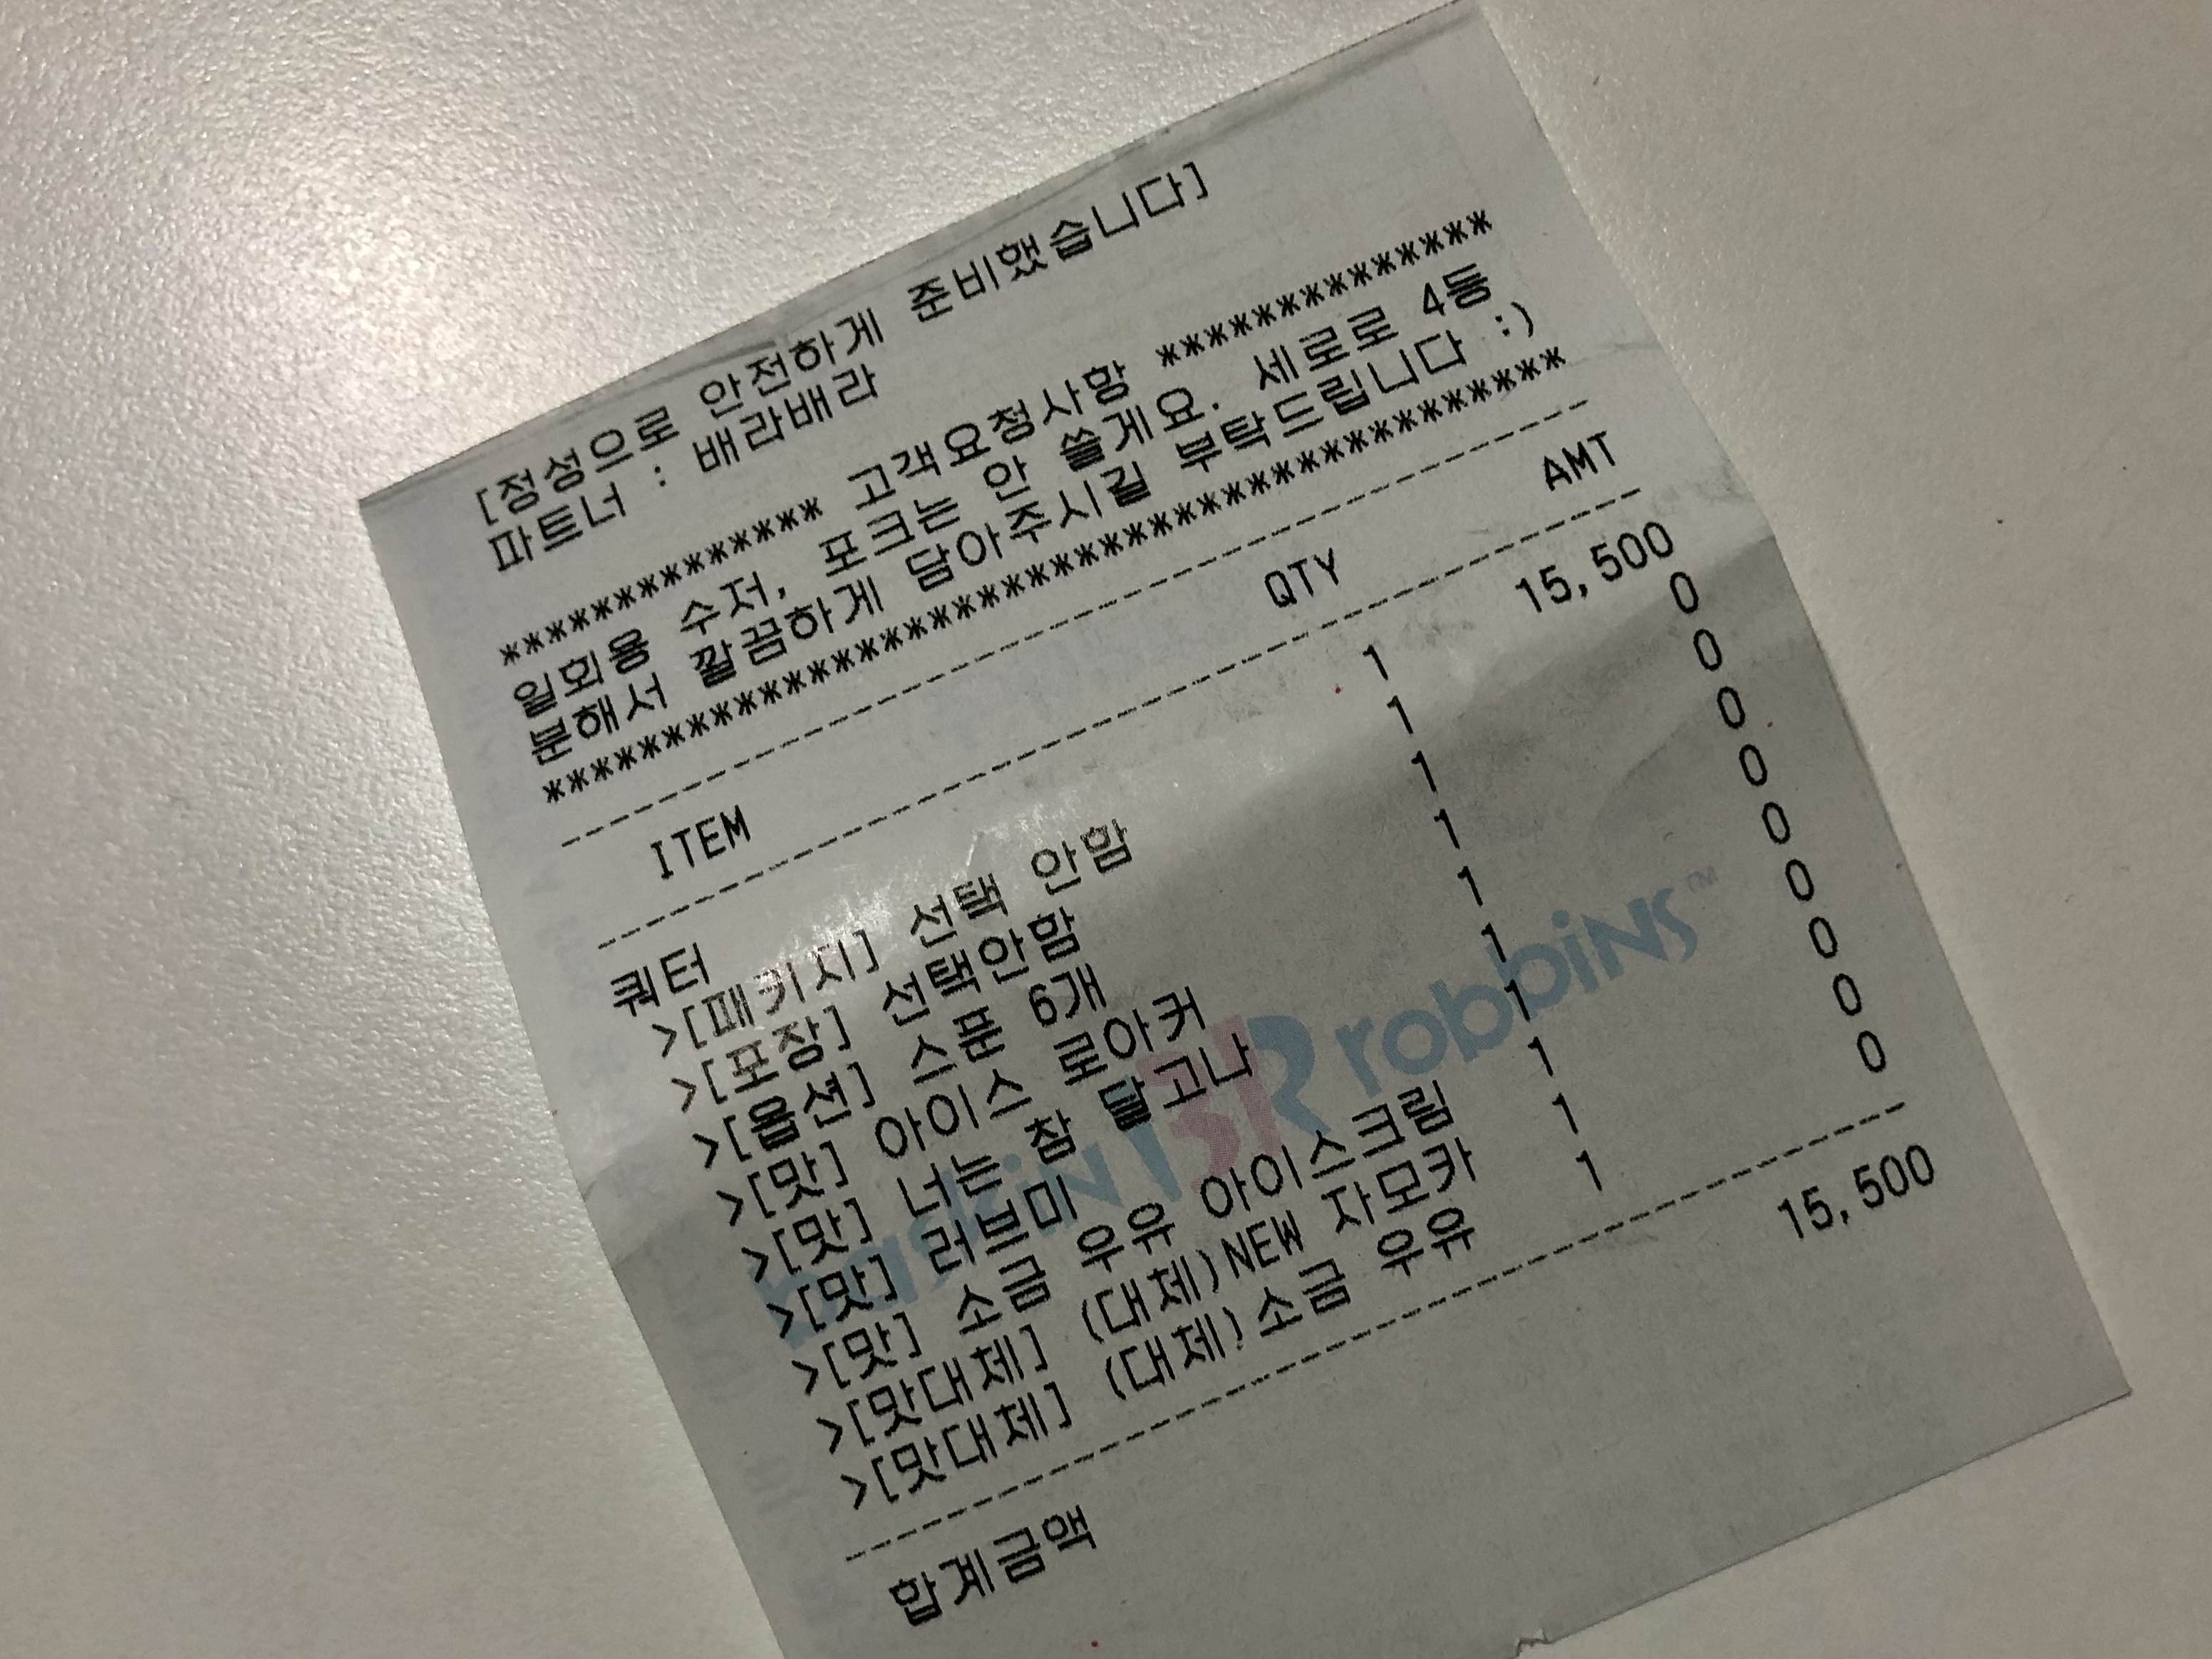 [정성으로 안전하게 준비했습니다]
파트너 : 배라배라
************** 고객요청사항 **************
일회용 수저, 포크는 안 쓸게요. 세로로 4등
분해서 깔끔하게 담아주시길 부탁드립니다 :)
******************************************
ITEM QTY AMT
쿼터 1 15,500
>[패키지] 선택 안함 1 0
>[포장] 선택안함 1 0
>[옵션] 스푼 6개 1 0
>[맛] 아이스 로아커 1 0
>[맛] 너는 참 달고나 1 0
>[맛] 러브미 1 0
>[맛] 소금 우유 아이스크림 1 0
>[맛대체] (대체)NEW 자모카 1 0
>[맛대체] (대체)소금 우유 1 0
합계금액 15,500
baskin BR robbins™